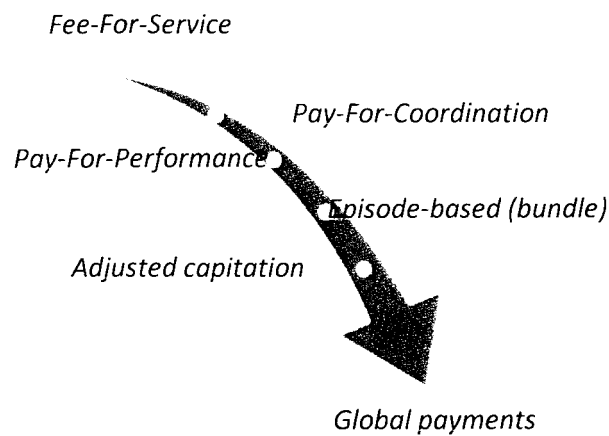 Fee-For-Service
Pay-For-Coordination
Pay-For-Performance
Episode-based (bundle)
Adjusted capitation
Global payments